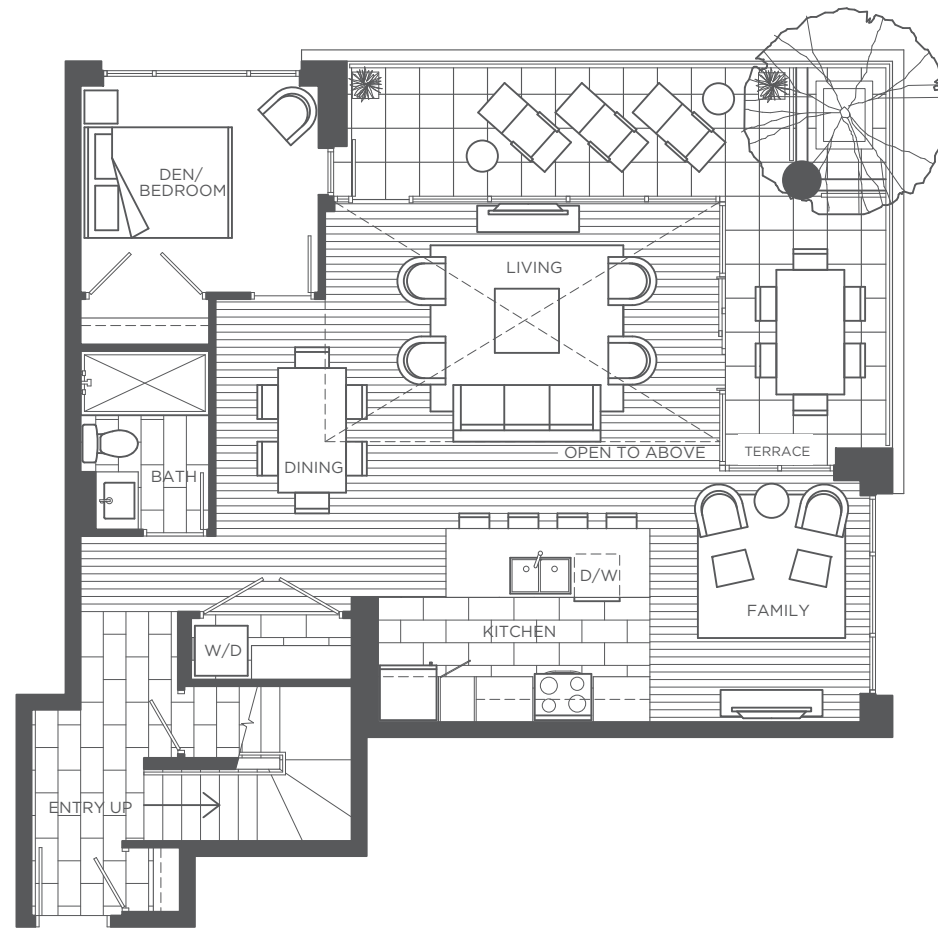 DEN/
BEDROOM
LIVING
OPEN TO ABOVE
TERRACE
DINING
BATH
D/W
FAMILY
KITCHEN
W/D
ENTRY UP